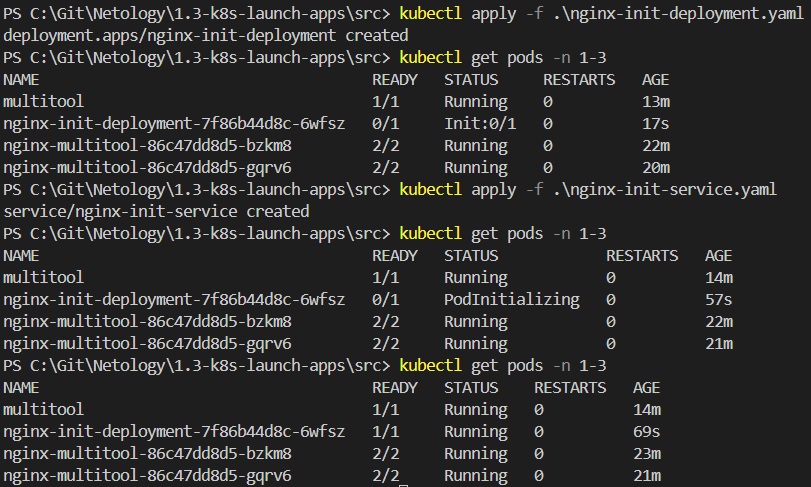 PS C:\Git\Netology\1.3-k8s-launch-apps\src> kubectl apply -f .\nginx-init-deployment.yaml
deployment.apps/nginx-init-deployment created
PS C:\Git\Netology\1.3-k8s-launch-apps\src> kubectl get pods -n 1-3
NAME READY STATUS RESTARTS AGE
multitool 1/1 Running 0 13m
nginx-init-deployment-7f86b44d8c-6wfsz 0/1 Init:0/1 0 17s
nginx-multitool-86c47dd8d5-bzkm8 2/2 Running 0 22m
nginx-multitool-86c47dd8d5-gqrv6 2/2 Running 0 20m
PS C:\Git\Netology\1.3-k8s-launch-apps\src> kubectl apply -f .\nginx-init-service.yaml
service/nginx-init-service created
PS C:\Git\Netology\1.3-k8s-launch-apps\src> kubectl get pods -n 1-3
NAME READY STATUS RESTARTS AGE
multitool 1/1 Running 0 14m
nginx-init-deployment-7f86b44d8c-6wfsz 0/1 PodInitializing 0 57s
nginx-multitool-86c47dd8d5-bzkm8 2/2 Running 0 22m
nginx-multitool-86c47dd8d5-gqrv6 2/2 Running 0 21m
PS C:\Git\Netology\1.3-k8s-launch-apps\src> kubectl get pods -n 1-3
NAME READY STATUS RESTARTS AGE
multitool 1/1 Running 0 14m
nginx-init-deployment-7f86b44d8c-6wfsz 1/1 Running 0 69s
nginx-multitool-86c47dd8d5-bzkm8 2/2 Running 0 23m
nginx-multitool-86c47dd8d5-gqrv6 2/2 Running 0 21m